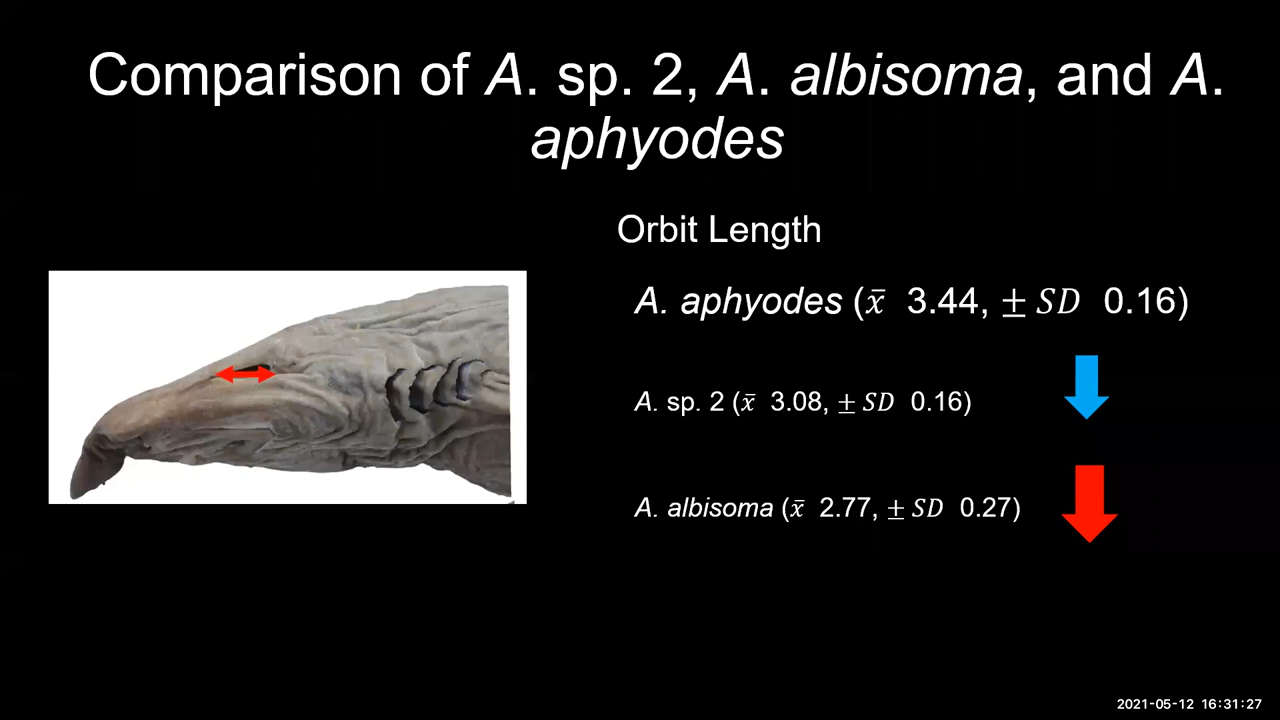 Comparison of A. sp. 2, A. albisoma, and A.
aphyodes
Orbit Length
A. aphyodes (x̄ 3.44, ± SD 0.16)
A. sp. 2 (x̄ 3.08, ± SD 0.16)
A. albisoma (x̄ 2.77, ± SD 0.27)
2021-05-12 16:31:27